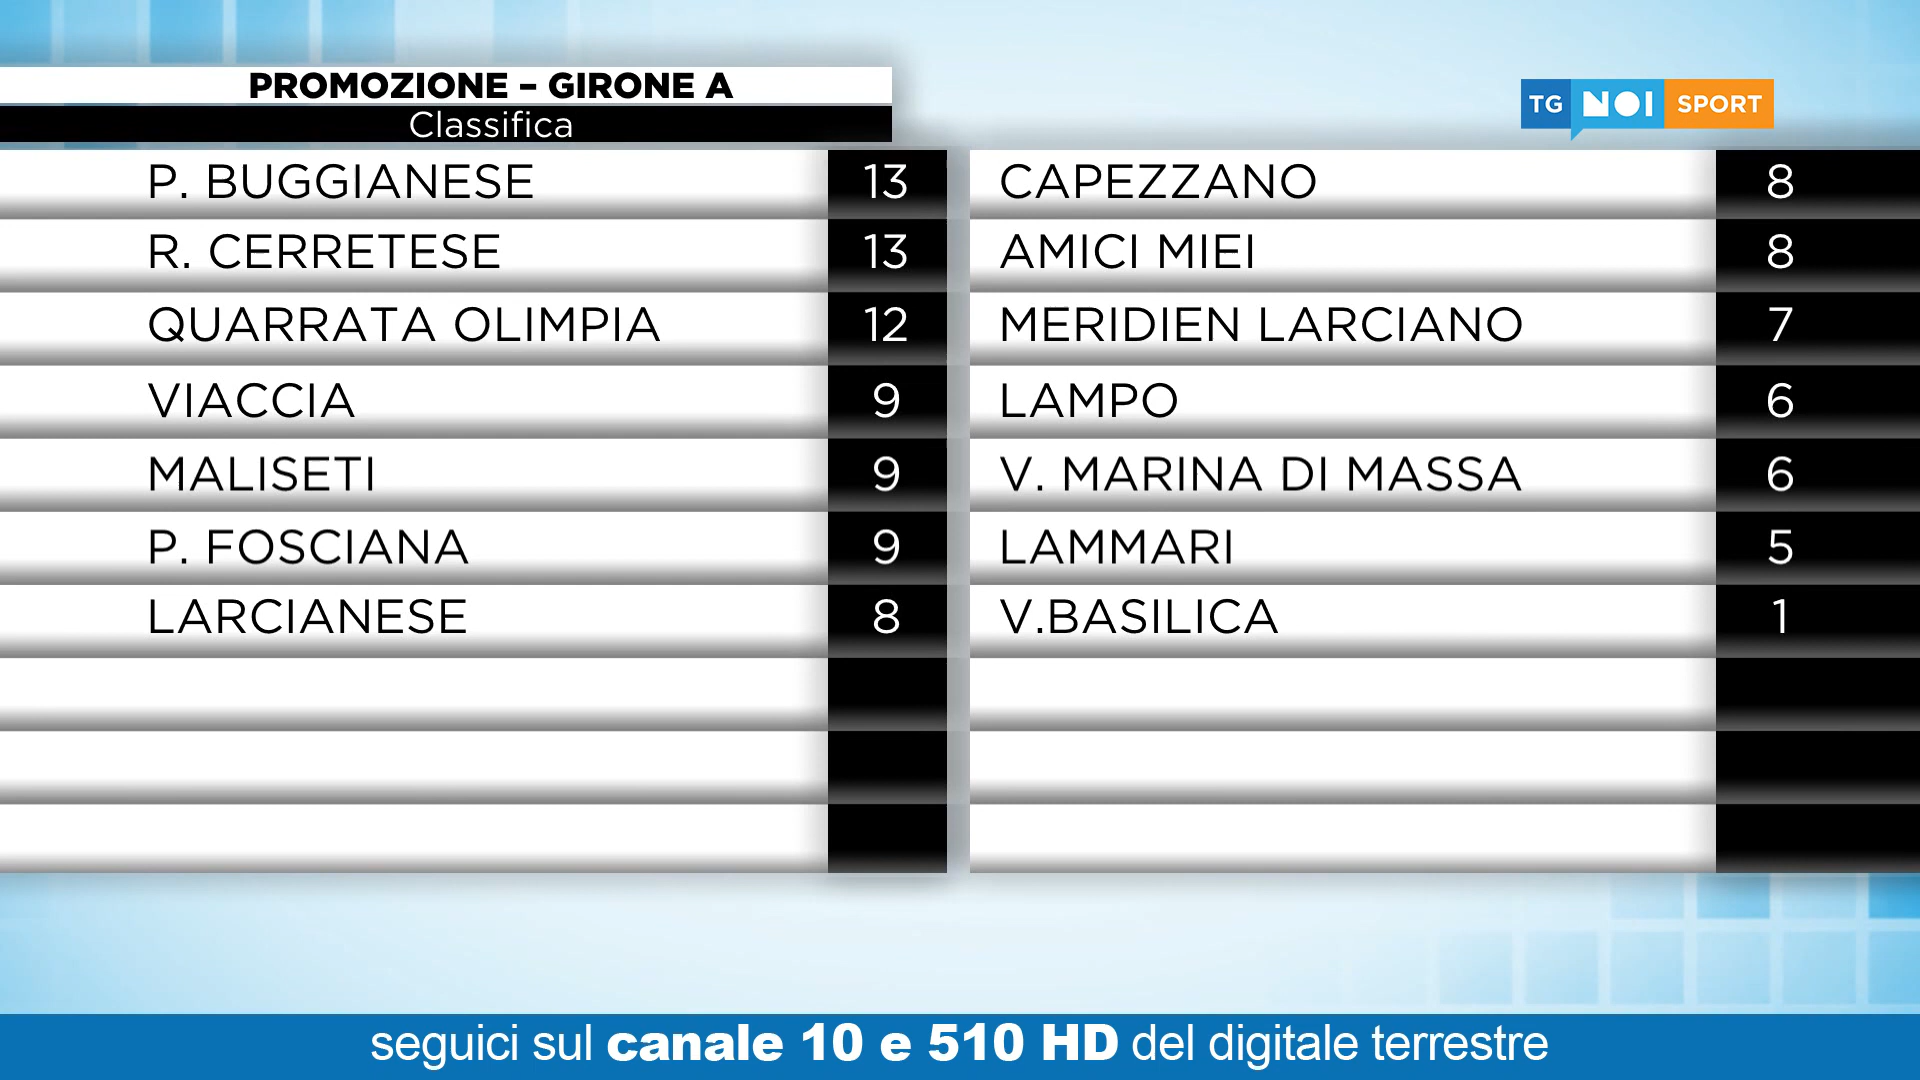 PROMOZIONE – GIRONE A
Classifica
TG NOI SPORT
P. BUGGIANESE 13
R. CERRETESE 13
QUARRATA OLIMPIA 12
VIACCIA 9
MALISETI 9
P. FOSCIANA 9
LARCIANESE 8
CAPEZZANO 8
AMICI MIEI 8
MERIDIEN LARCIANO 7
LAMPO 6
V. MARINA DI MASSA 6
LAMMARI 5
V.BASILICA 1
seguici sul canale 10 e 510 HD del digitale terrestre